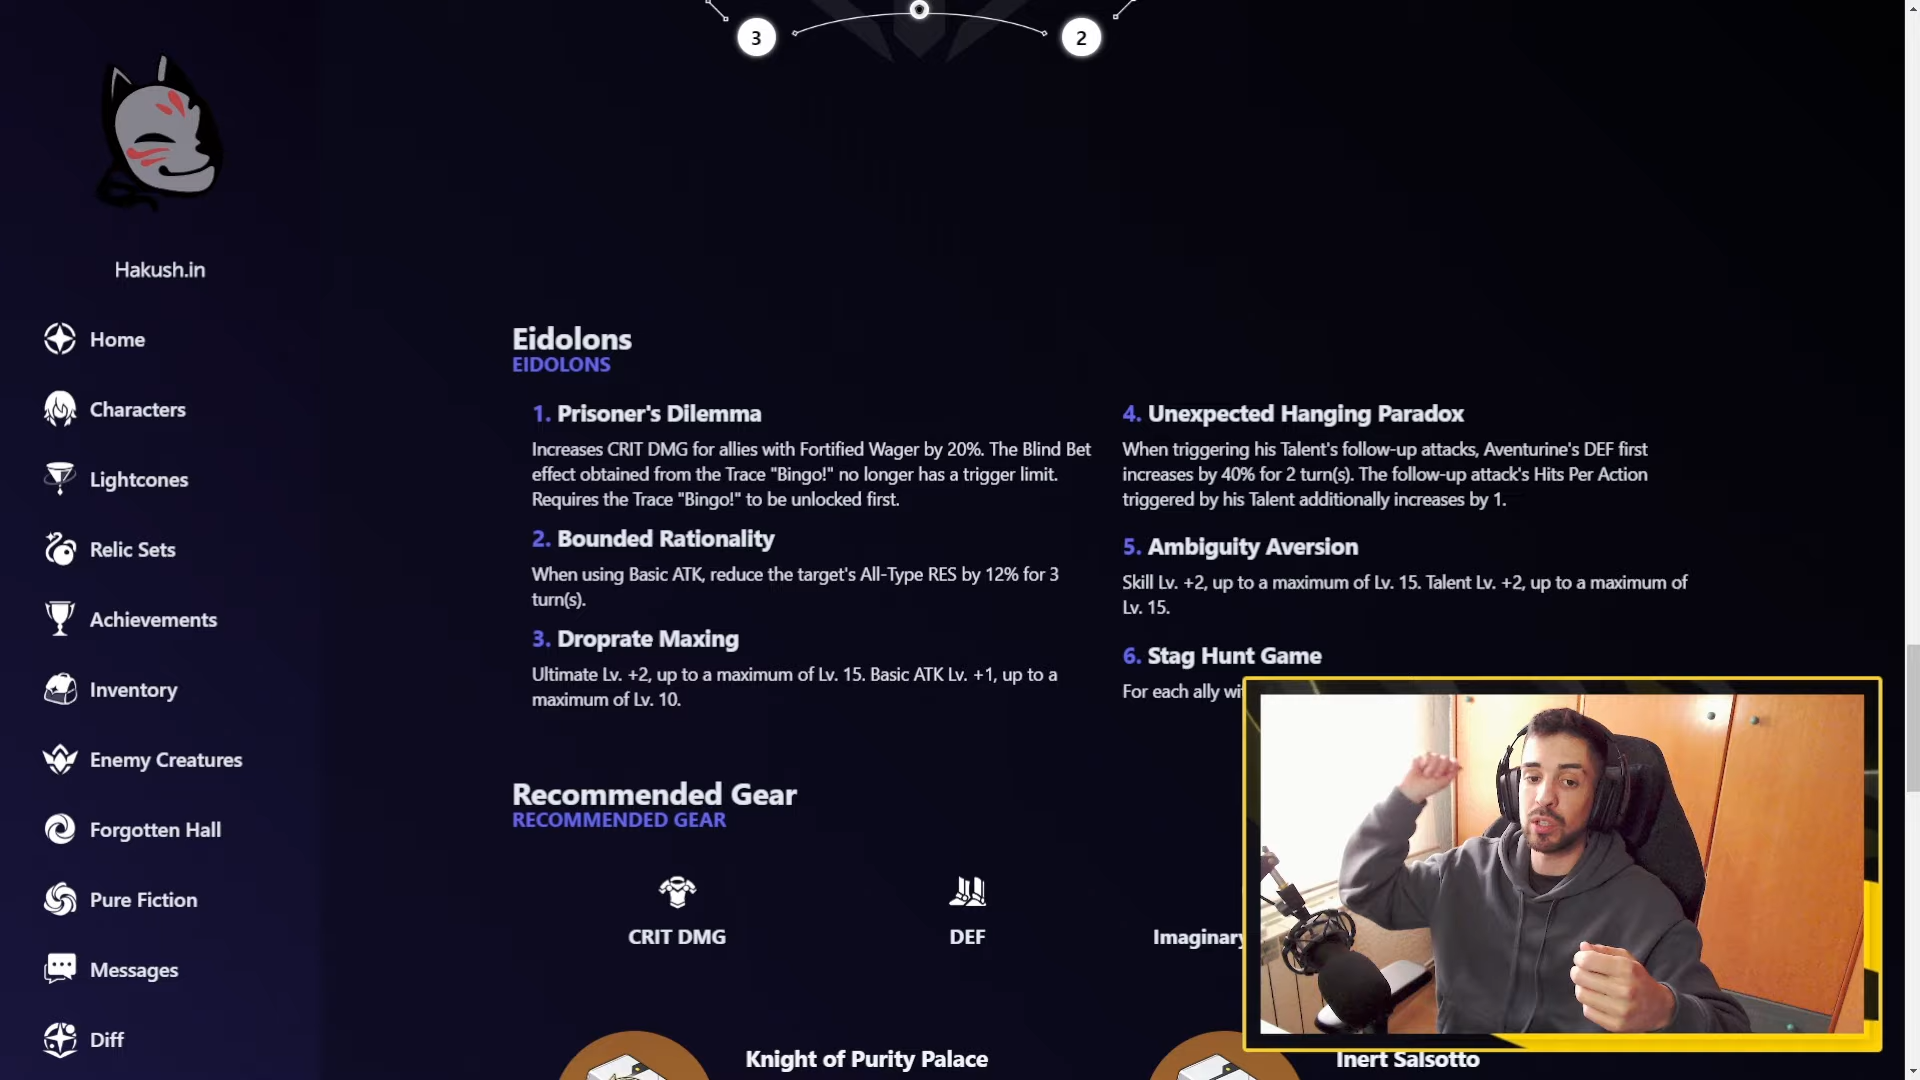 3
2
Hakush.in
Home
Characters
Lightcones
Relic Sets
Achievements
Inventory
Enemy Creatures
Forgotten Hall
Pure Fiction
Messages
Diff
Eidolons
EIDOLONS
1. Prisoner's Dilemma
Increases CRIT DMG for allies with Fortified Wager by 20%. The Blind Bet
effect obtained from the Trace "Bingo!" no longer has a trigger limit.
Requires the Trace "Bingo!" to be unlocked first.
2. Bounded Rationality
When using Basic ATK, reduce the target's All-Type RES by 12% for 3
turn(s).
3. Droprate Maxing
Ultimate Lv. +2, up to a maximum of Lv. 15. Basic ATK Lv. +1, up to a
maximum of Lv. 10.
4. Unexpected Hanging Paradox
When triggering his Talent's follow-up attacks, Aventurine's DEF first
increases by 40% for 2 turn(s). The follow-up attack's Hits Per Action
triggered by his Talent additionally increases by 1.
5. Ambiguity Aversion
Skill Lv. +2, up to a maximum of Lv. 15. Talent Lv. +2, up to a maximum of
Lv. 15.
6. Stag Hunt Game
For each ally
Recommended Gear
RECOMMENDED GEAR
CRIT DMG
DEF
Imaginary
Knight of Purity Palace
Inert Salsotto